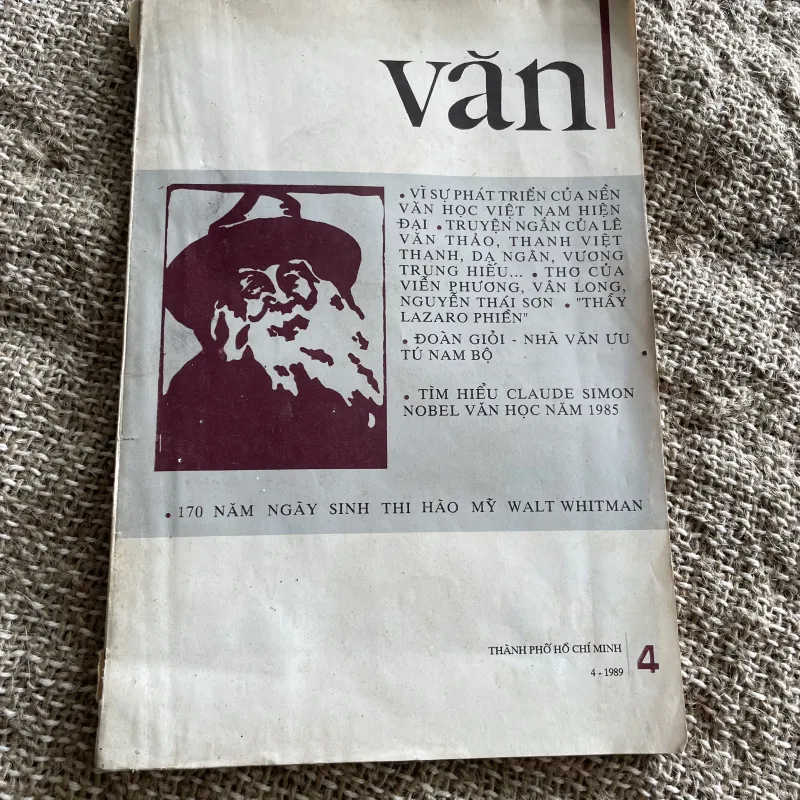 văn
• VÌ SỰ PHÁT TRIỂN CỦA NỀN
VĂN HỌC VIỆT NAM HIỆN
ĐẠI • TRUYỆN NGẮN CỦA LÊ
VĂN THẢO, THANH VIỆT
THANH, DẠ NGÂN, VƯƠNG
TRUNG HIẾU... • THƠ CỦA
VIỄN PHƯƠNG, VÂN LONG,
NGUYỄN THÁI SƠN • "THẦY
LAZARO PHIỀN"
• ĐOÀN GIỎI - NHÀ VĂN ƯU
TÚ NAM BỘ
• TÌM HIỂU CLAUDE SIMON
NOBEL VĂN HỌC NĂM 1985
• 170 NĂM NGÀY SINH THI HÀO MỸ WALT WHITMAN
THÀNH PHỐ HỒ CHÍ MINH
4 - 1989
4